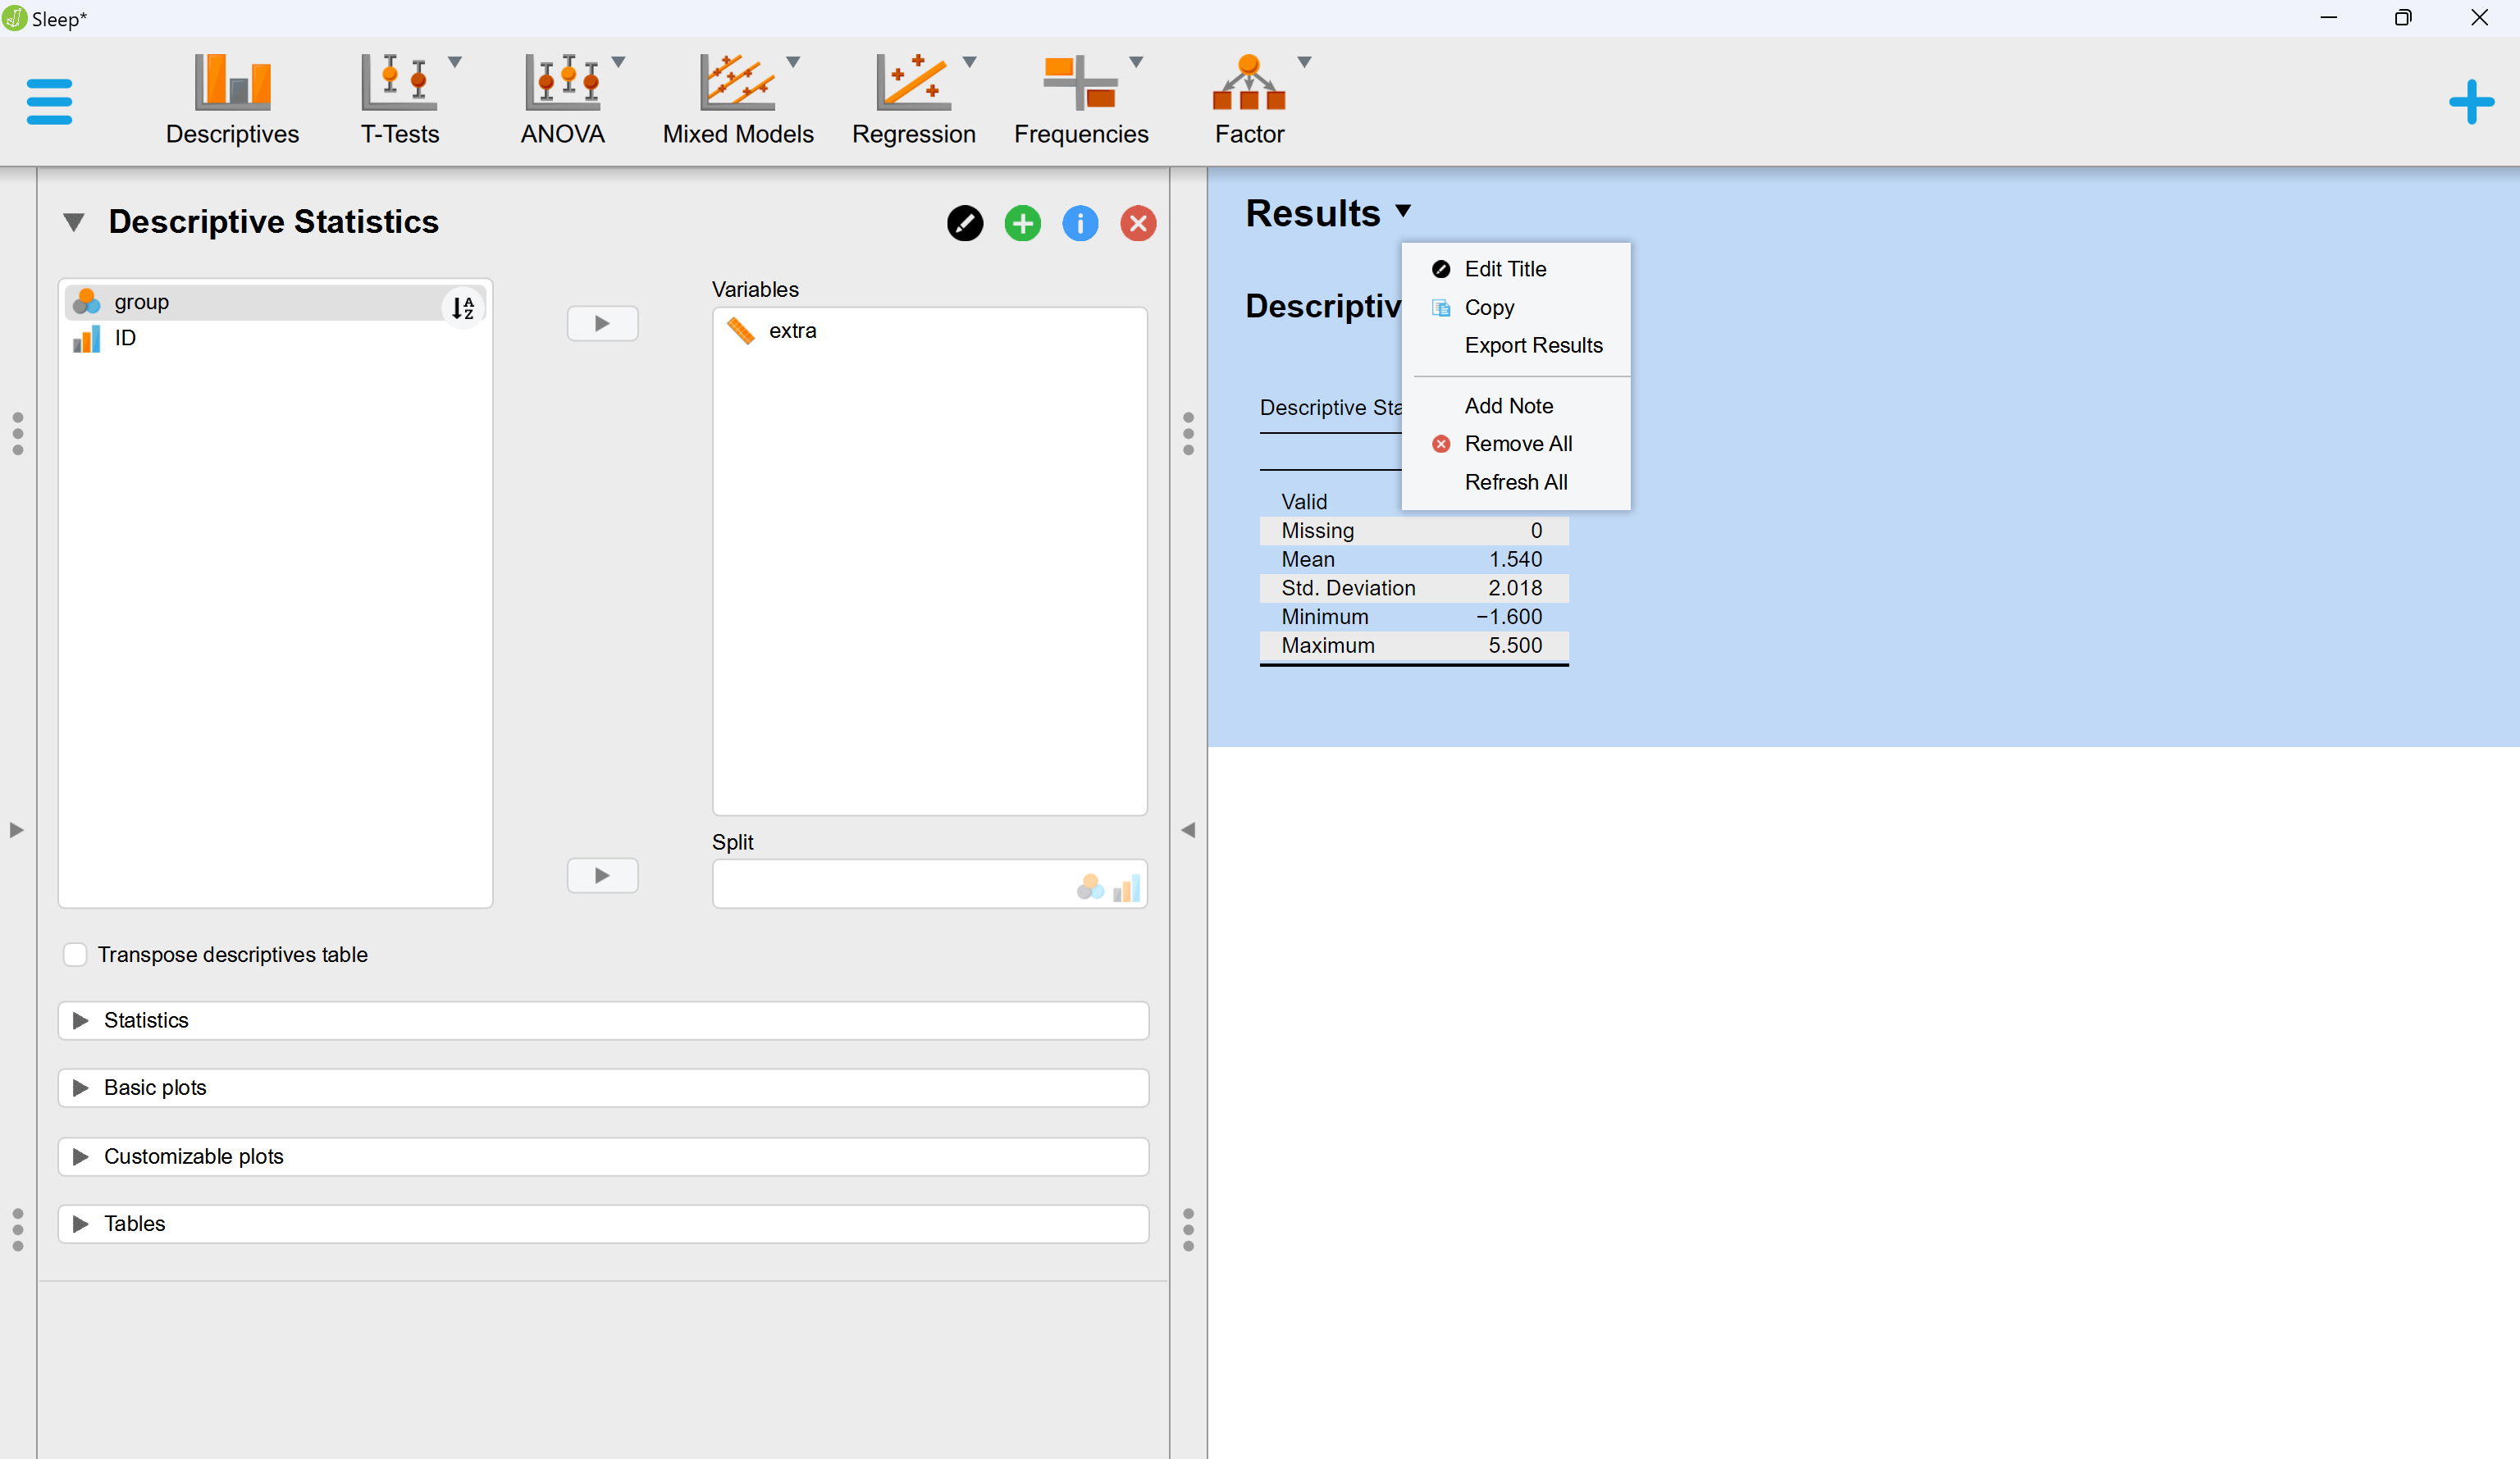 Sleep*
Descriptives
T-Tests
ANOVA
Mixed Models
Regression
Frequencies
Factor
Descriptive Statistics
group
ID
Variables
extra
Split
Transpose descriptives table
Statistics
Basic plots
Customizable plots
Tables
Results
Edit Title
Copy
Export Results
Add Note
Remove All
Refresh All
Descriptiv
Descriptive Sta
Valid
Missing 0
Mean 1.540
Std. Deviation 2.018
Minimum −1.600
Maximum 5.500